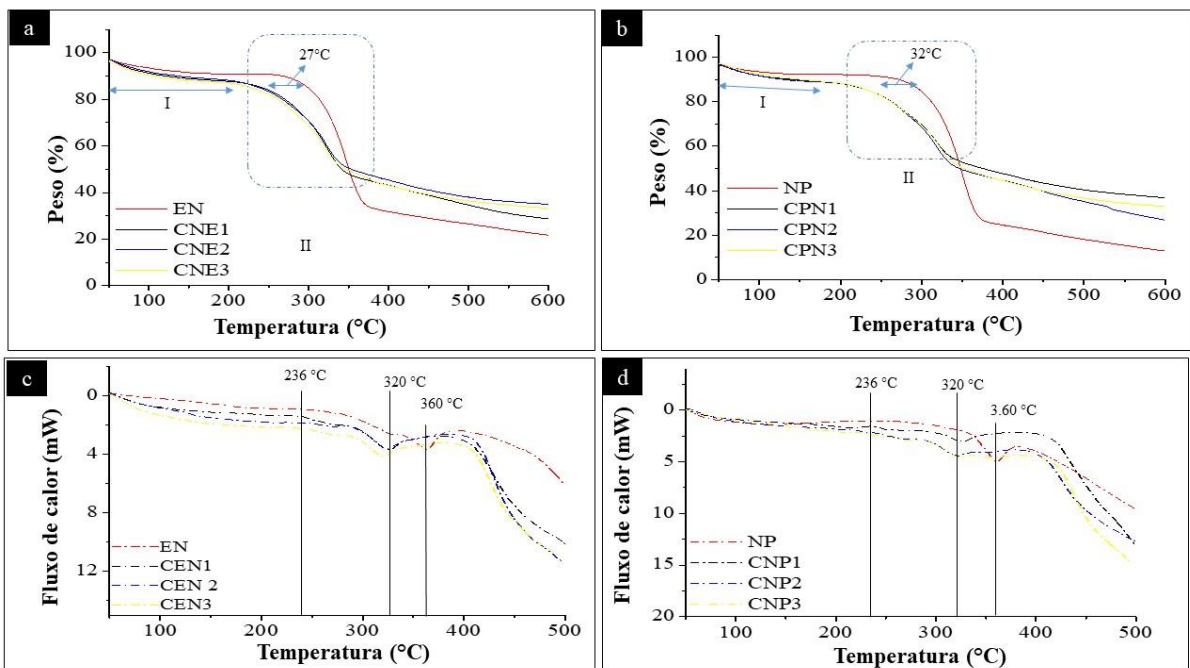 a
27°C
I
II
EN
CNE1
CNE2
CNE3
Peso (%)
100
80
60
40
20
0
100 200 300 400 500 600
Temperatura (°C)
b
32°C
I
II
NP
CPN1
CPN2
CPN3
Peso (%)
100
80
60
40
20
0
100 200 300 400 500 600
Temperatura (°C)
c
236 °C
320 °C
360 °C
EN
CEN1
CEN 2
CEN3
Fluxo de calor (mW)
0
4
8
12
100 200 300 400 500
Temperatura (°C)
d
236 °C
320 °C
3.60 °C
NP
CNP1
CNP2
CNP3
Fluxo de calor (mW)
0
5
10
15
20
100 200 300 400 500
Temperatura (°C)